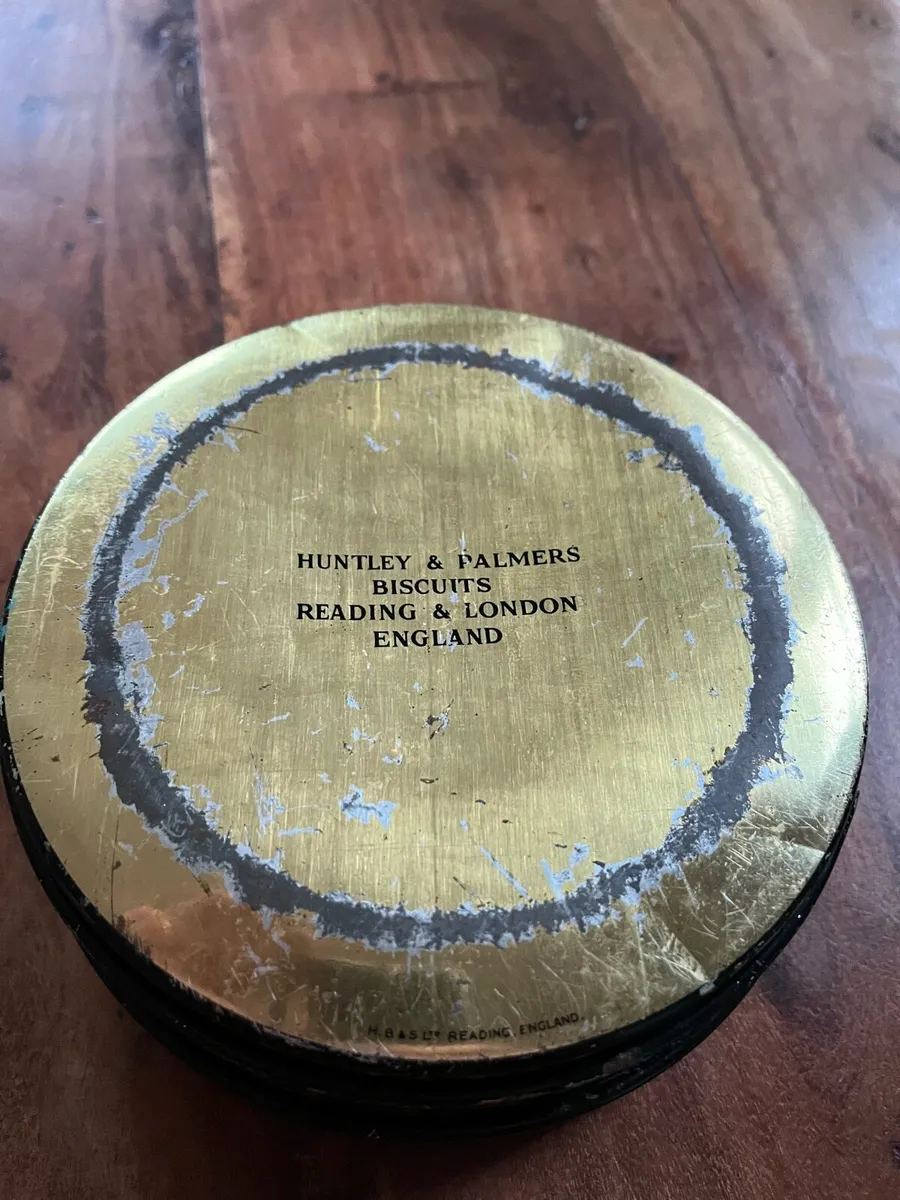 HUNTLEY & PALMERS
BISCUITS
READING & LONDON
ENGLAND
H.B & S LTD READING, ENGLAND